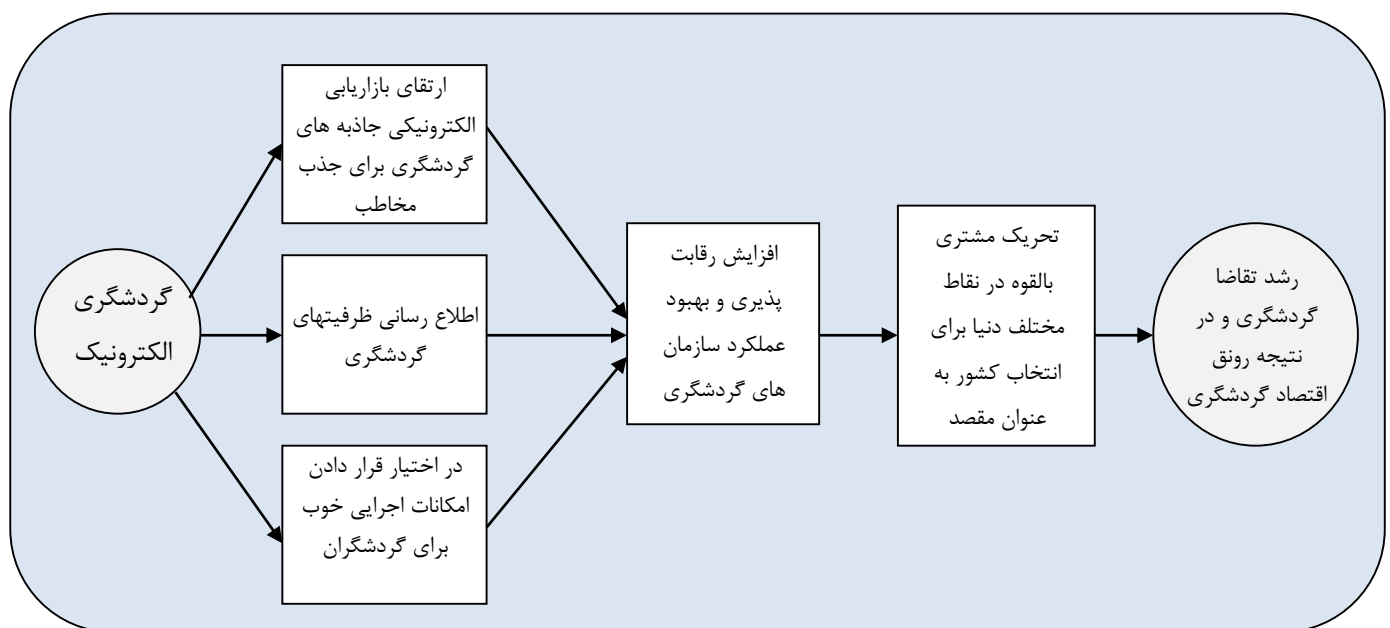 گردشگری
الکترونیک
ارتقای بازاریابی
الکترونیکی جاذبه های
گردشگری برای جذب
مخاطب
اطلاع رسانی ظرفیتهای
گردشگری
در اختیار قرار دادن
امکانات اجرایی خوب
برای گردشگران
افزایش رقابت
پذیری و بهبود
عملکرد سازمان
های گردشگری
تحریک مشتری
بالقوه در نقاط
مختلف دنیا برای
انتخاب کشور به
عنوان مقصد
رشد تقاضا
گردشگری و در
نتیجه رونق
اقتصاد گردشگری